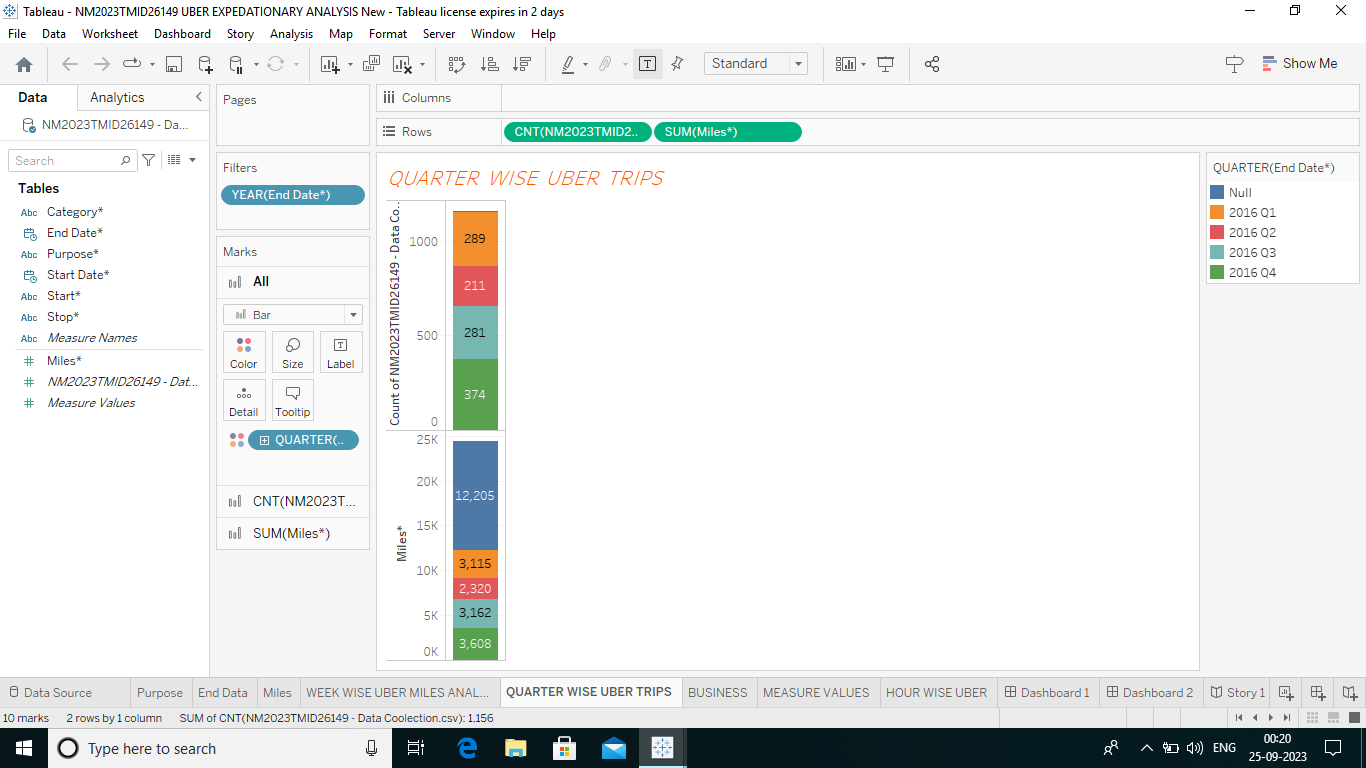 Tableau - NM2023TMID26149 UBER EXPEDATIONARY ANALYSIS New - Tableau license expires in 2 days
File Data Worksheet Dashboard Story Analysis Map Format Server Window Help
Standard
Show Me
Data Analytics
NM2023TMID26149 - Da...
Search
Tables
Abc Category*
End Date*
Abc Purpose*
Start Date*
Abc Start*
Abc Stop*
Abc Measure Names
# Miles*
# NM2023TMID26149 - Dat...
# Measure Values
Pages
Filters
YEAR(End Date*)
Marks
All
Bar
Color Size Label
Detail Tooltip
QUARTER(..
CNT(NM2023T...
SUM(Miles*)
Columns
Rows CNT(NM2023TMID2.. SUM(Miles*)
QUARTER WISE UBER TRIPS
Count of NM2023TMID26149 - Data Co..
1000
500
0
289
211
281
374
Miles*
25K
20K
15K
10K
5K
0K
12,205
3,115
2,320
3,162
3,608
QUARTER(End Date*)
Null
2016 Q1
2016 Q2
2016 Q3
2016 Q4
Data Source Purpose End Data Miles WEEK WISE UBER MILES ANAL... QUARTER WISE UBER TRIPS BUSINESS MEASURE VALUES HOUR WISE UBER Dashboard 1 Dashboard 2 Story 1
10 marks 2 rows by 1 column SUM of CNT(NM2023TMID26149 - Data Coolection.csv): 1,156
Type here to search
ENG
00:20
25-09-2023